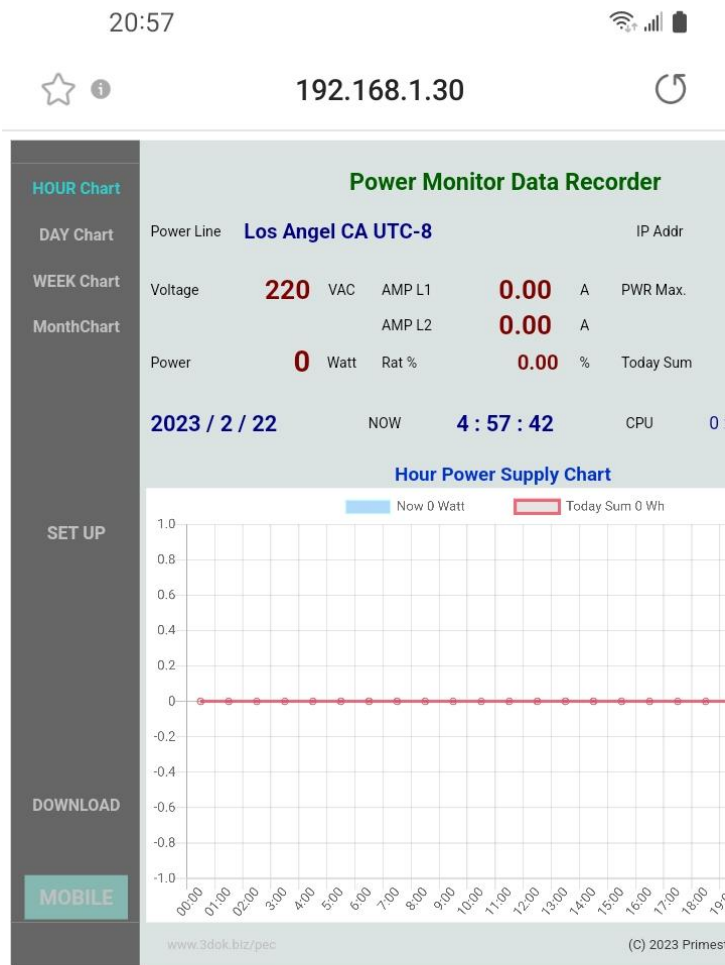 20:57
192.168.1.30
HOUR Chart
DAY Chart
WEEK Chart
MonthChart
SET UP
DOWNLOAD
MOBILE
Power Monitor Data Recorder
Power Line Los Angel CA UTC-8 IP Addr
Voltage 220 VAC AMP L1 0.00 A PWR Max.
AMP L2 0.00 A
Power 0 Watt Rat % 0.00 % Today Sum
2023 / 2 / 22 NOW 4 : 57 : 42 CPU 0
Hour Power Supply Chart
Now 0 Watt Today Sum 0 Wh
1.0
0.8
0.6
0.4
0.2
0
-0.2
-0.4
-0.6
-0.8
-1.0
00:00 01:00 02:00 3:00 4:00 5:00 6:00 7:00 8:00 9:00 10:00 11:00 12:00 13:00 14:00 15:00 16:00 17:00 18:00
www.3dok.biz/pec (C) 2023